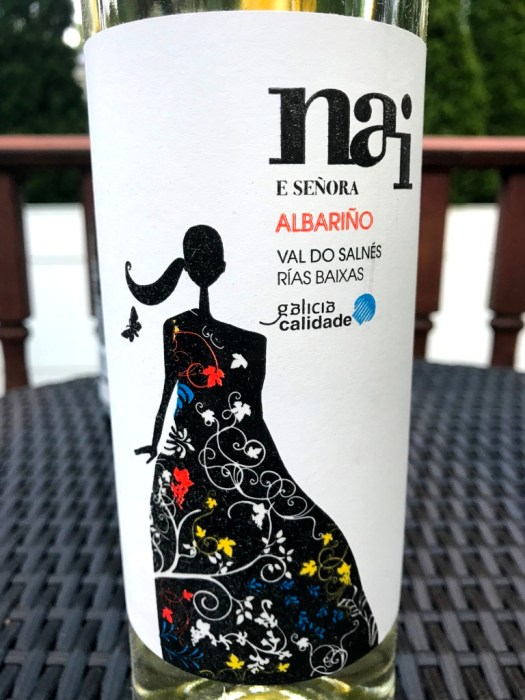 nai
E SEÑORA
ALBARIÑO
VAL DO SALNÉS
RÍAS BAIXAS
galicia
calidade